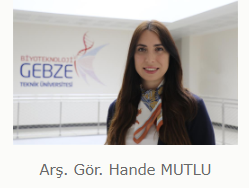 BİYOTEKNOLOJİ
GEBZE
TEKNİK ÜNİVERSİTESİ
Arş. Gör. Hande MUTLU